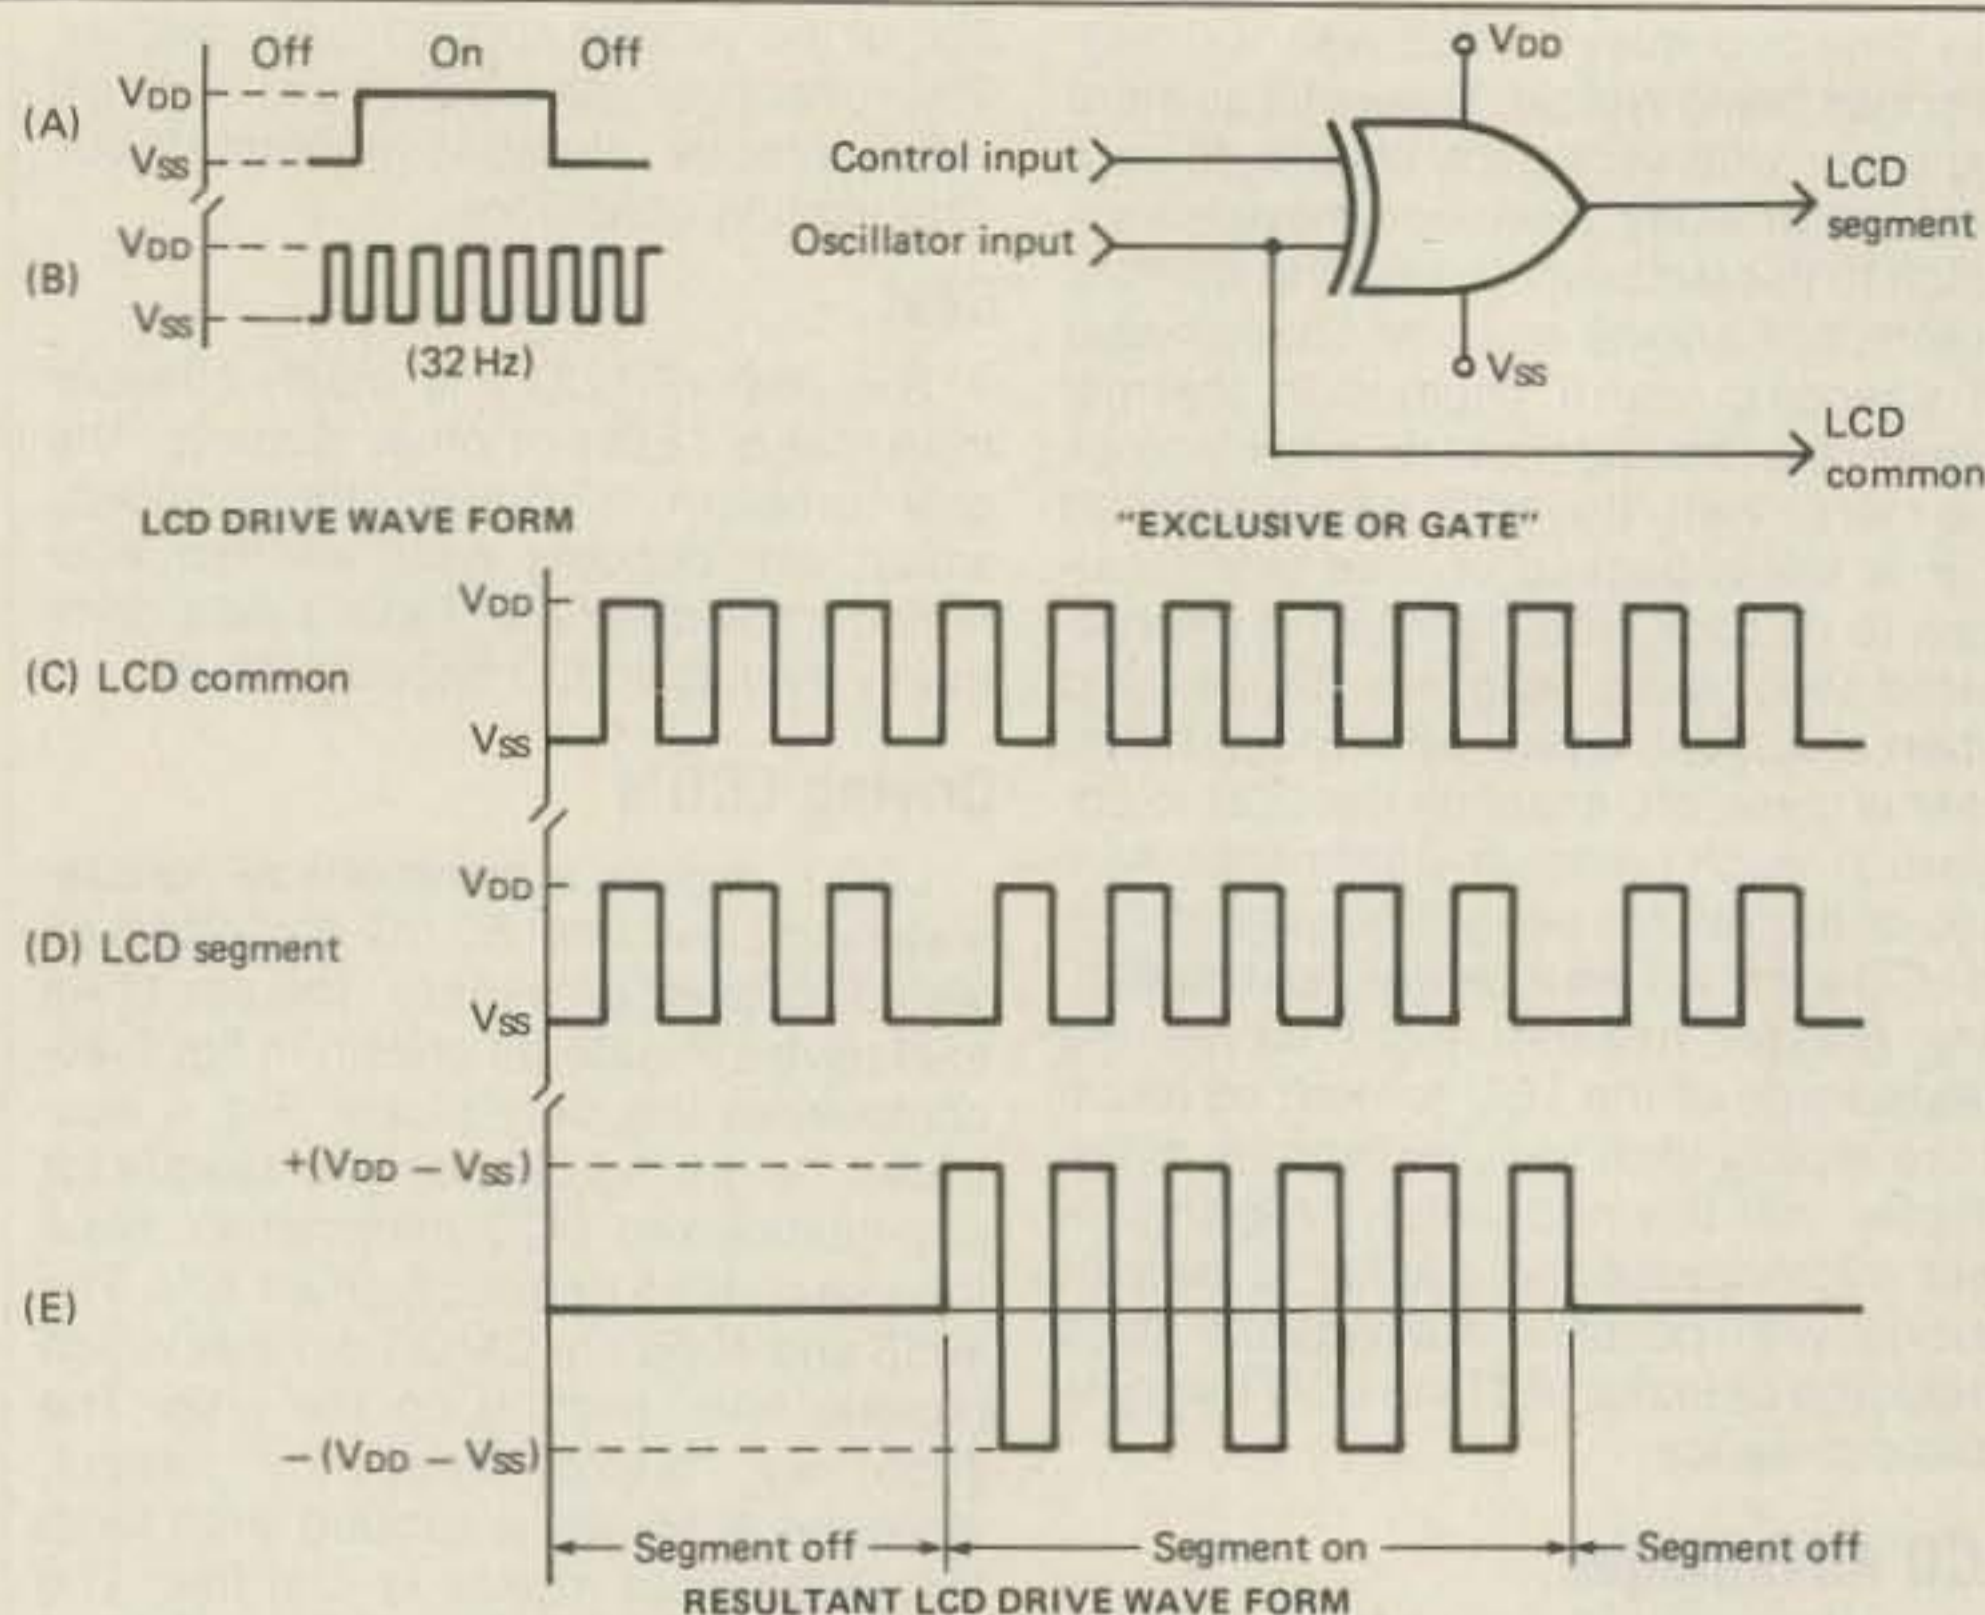 Off On Off
(A)
VDD
VSS
(B)
VDD
VSS
(32 Hz)
LCD DRIVE WAVE FORM
VDD
Control input
Oscillator input
LCD
segment
VSS
LCD
common
"EXCLUSIVE OR GATE"
VDD
(C) LCD common
VSS
VDD
(D) LCD segment
VSS
+(VDD – VSS)
(E)
– (VDD – VSS)
Segment off Segment on Segment off
RESULTANT LCD DRIVE WAVE FORM